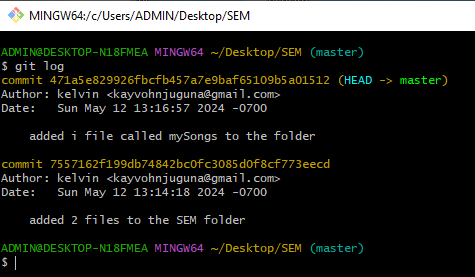 MINGW64:/c/Users/ADMIN/Desktop/SEM
ADMIN@DESKTOP-N18FMEA MINGW64 ~/Desktop/SEM (master)
$ git log
commit 471a5e829926fbcfb457a7e9baf65109b5a01512 (HEAD -> master)
Author: kelvin <kayvohnjuguna@gmail.com>
Date:   Sun May 12 13:16:57 2024 -0700
added i file called mySongs to the folder
commit 7557162f199db74842bc0fc3085d0f8cf773eecd
Author: kelvin <kayvohnjuguna@gmail.com>
Date:   Sun May 12 13:14:18 2024 -0700
added 2 files to the SEM folder
ADMIN@DESKTOP-N18FMEA MINGW64 ~/Desktop/SEM (master)
$